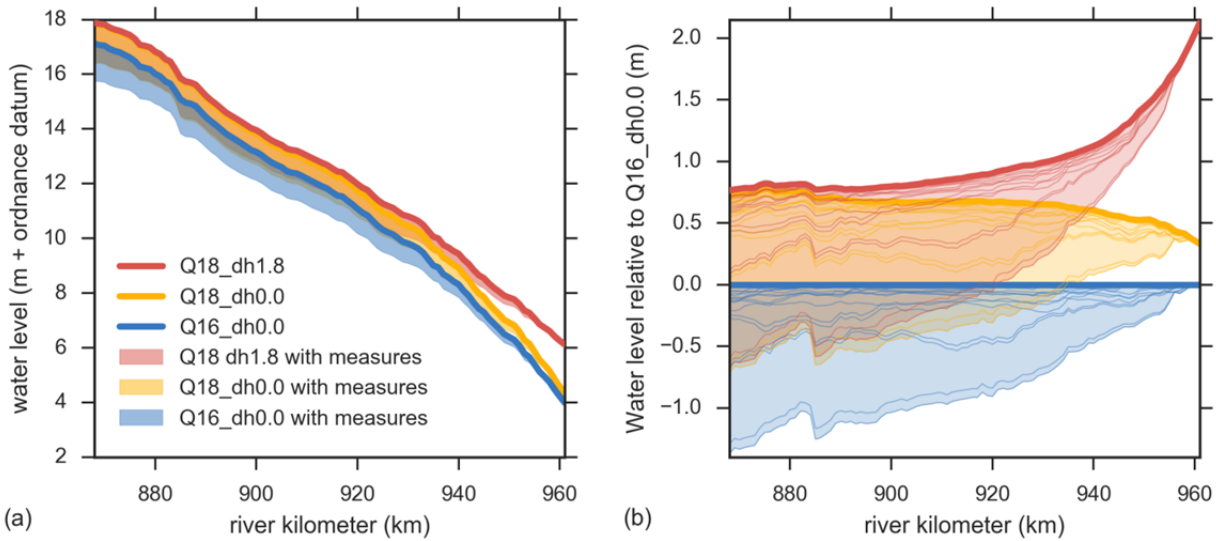 18
16
14
12
10
8
6
4
2
water level (m + ordnance datum)
Q18_dh1.8
Q18_dh0.0
Q16_dh0.0
Q18 dh1.8 with measures
Q18_dh0.0 with measures
Q16_dh0.0 with measures
880 900 920 940 960
(a) river kilometer (km)
2.0
1.5
1.0
0.5
0.0
−0.5
−1.0
Water level relative to Q16_dh0.0 (m)
880 900 920 940 960
(b) river kilometer (km)